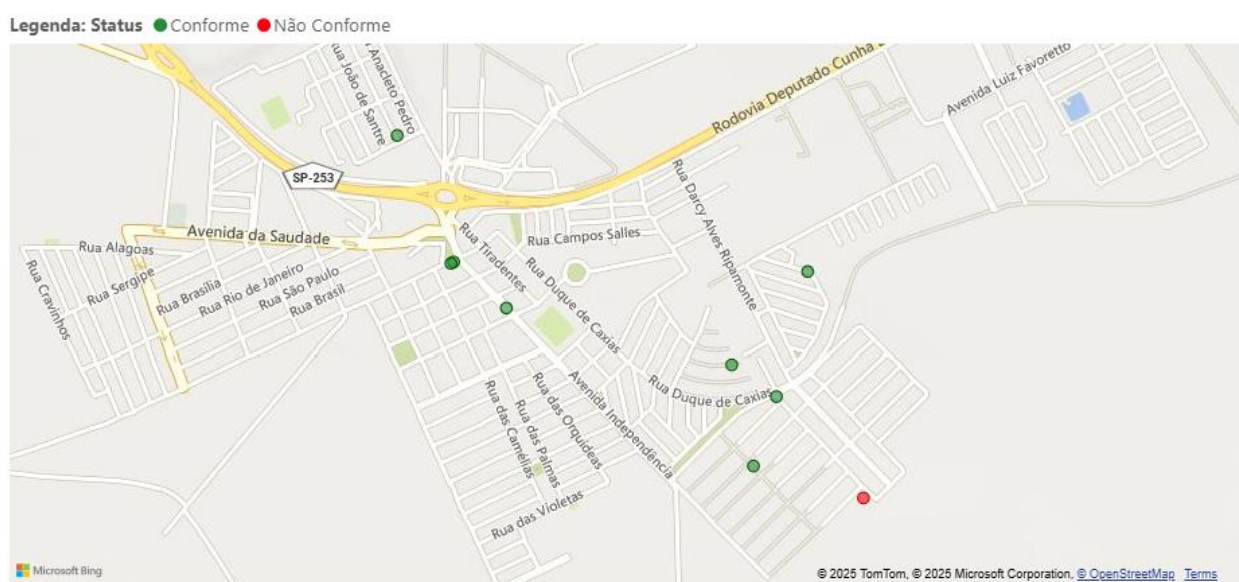 Legenda: Status Conforme Não Conforme
Rua João de Santre
Anacleto Pedro
Rodovia Deputado Cunha
Avenida Luiz Favoretto
SP-253
Rua Darcy Alves Ripamonte
Avenida da Saudade
Rua Alagoas
Rua Campos Salles
Rua Tiradentes
Rua Sergipe
Rua Cravinhos
Rua Brasilia
Rua Rio de Janeiro
Rua São Paulo
Rua Brasil
Rua Duque de Caxias
Rua Duque de Caxias
Avenida Independência
Rua das Camélias
Rua das Palmas
Rua das Orquídeas
Rua das Violetas
Microsoft Bing
© 2025 TomTom, © 2025 Microsoft Corporation, © OpenStreetMap Terms